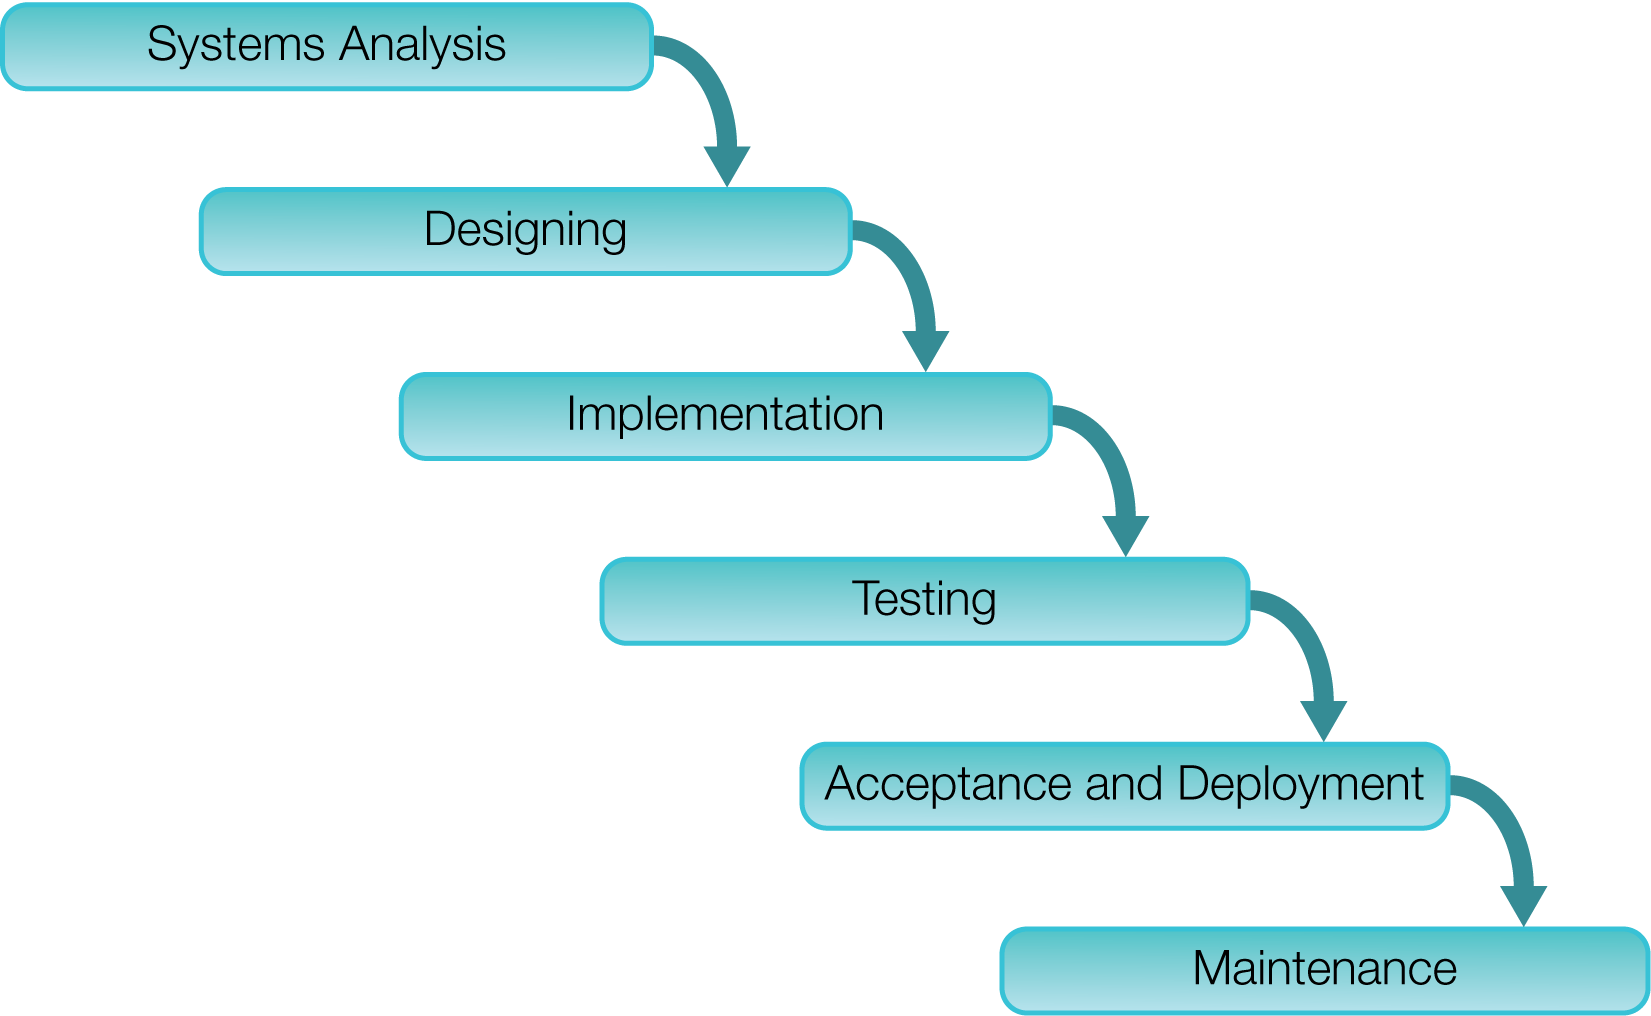 Systems Analysis
Designing
Implementation
Testing
Acceptance and Deployment
Maintenance